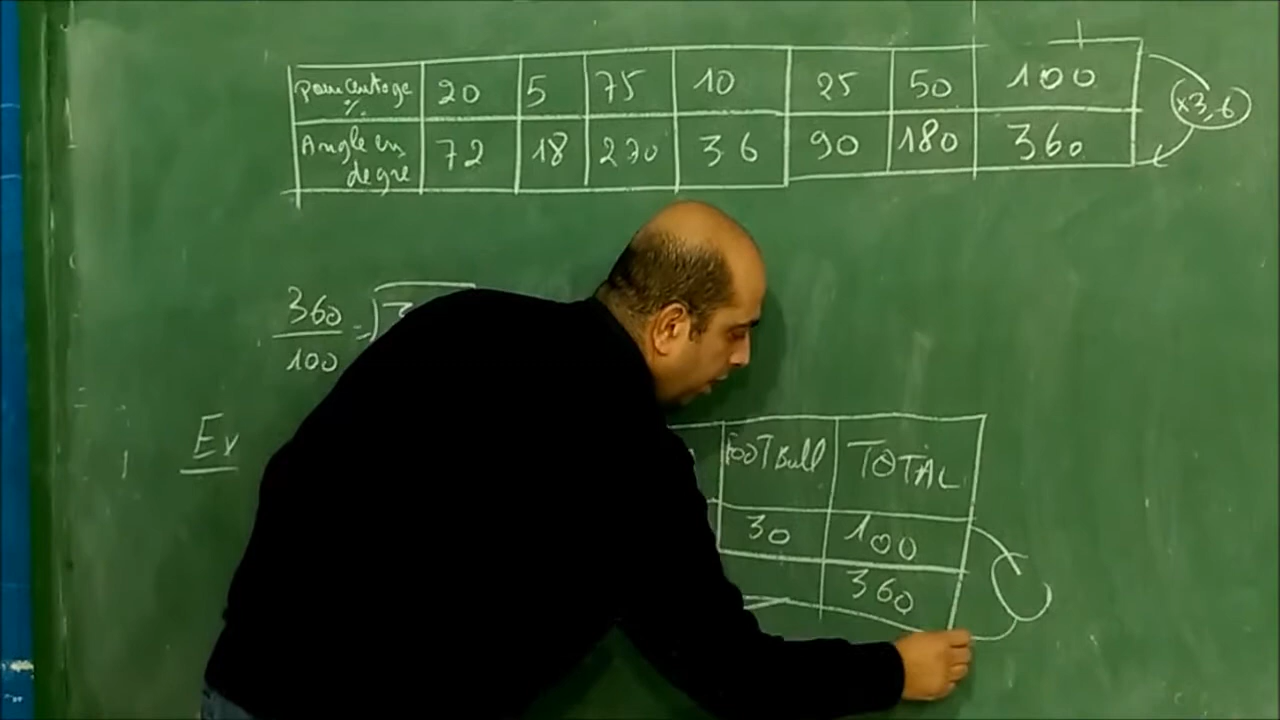 pourcentage % 20 5 75 10 25 50 100
Angle en degré 72 18 270 36 90 180 360
×3,6
360
100
=
Ex
FOOTBull TOTAL
30 100
360